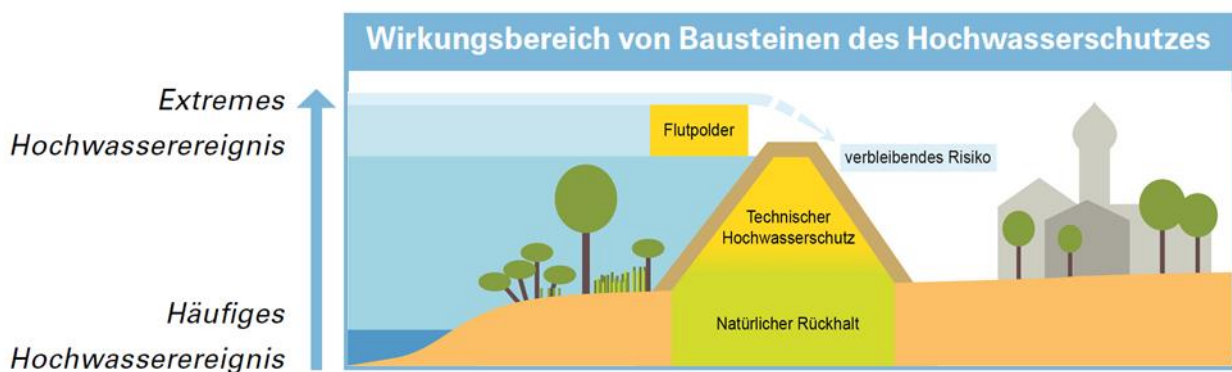 Wirkungsbereich von Bausteinen des Hochwasserschutzes
Extremes
Hochwasserereignis
Flutpolder
verbleibendes Risiko
Technischer
Hochwasserschutz
Häufiges
Hochwasserereignis
Natürlicher Rückhalt